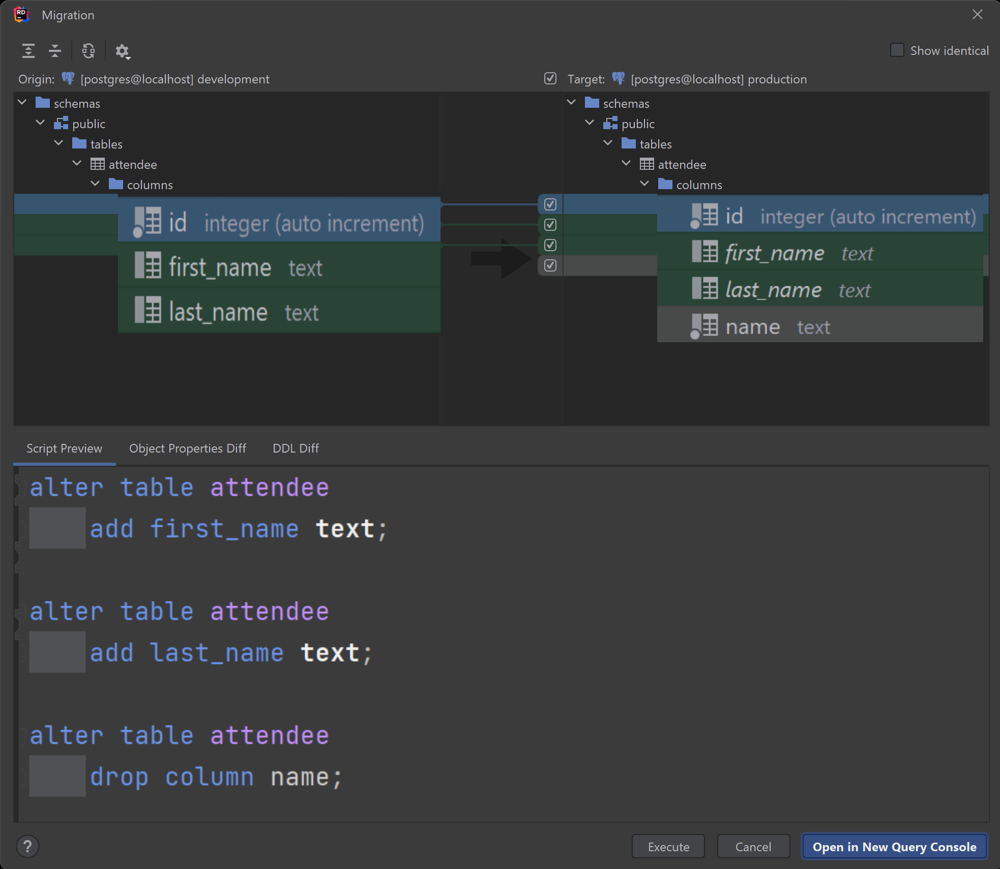 RD
Migration
Show identical
Origin: [postgres@localhost] development
Target: [postgres@localhost] production
schemas
public
tables
attendee
columns
id integer (auto increment)
first_name text
last_name text
schemas
public
tables
attendee
columns
id integer (auto increment)
first_name text
last_name text
name text
Script Preview Object Properties Diff DDL Diff
alter table attendee
add first_name text;
alter table attendee
add last_name text;
alter table attendee
drop column name;
?
Execute Cancel Open in New Query Console